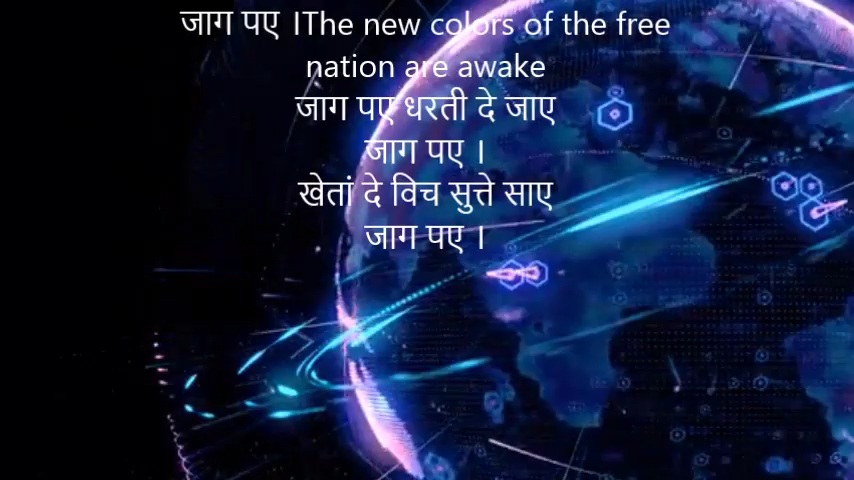 जाग पए ।The new colors of the free
nation are awake
जाग पए धरती दे जाए
जाग पए ।
खेतां दे विच सुत्ते साए
जाग पए ।